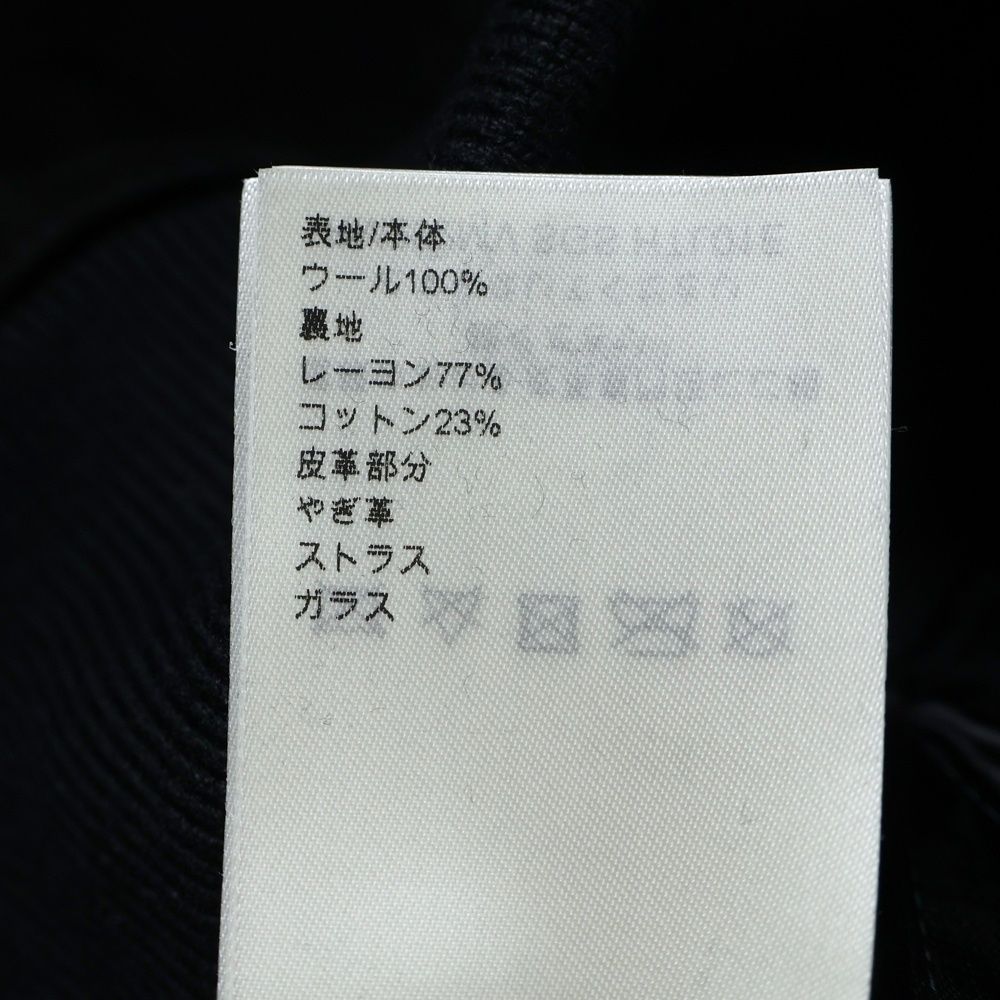 表地/本体
ウール100%
裏地
レーヨン77%
コットン23%
皮革部分
やぎ革
ストラス
ガラス